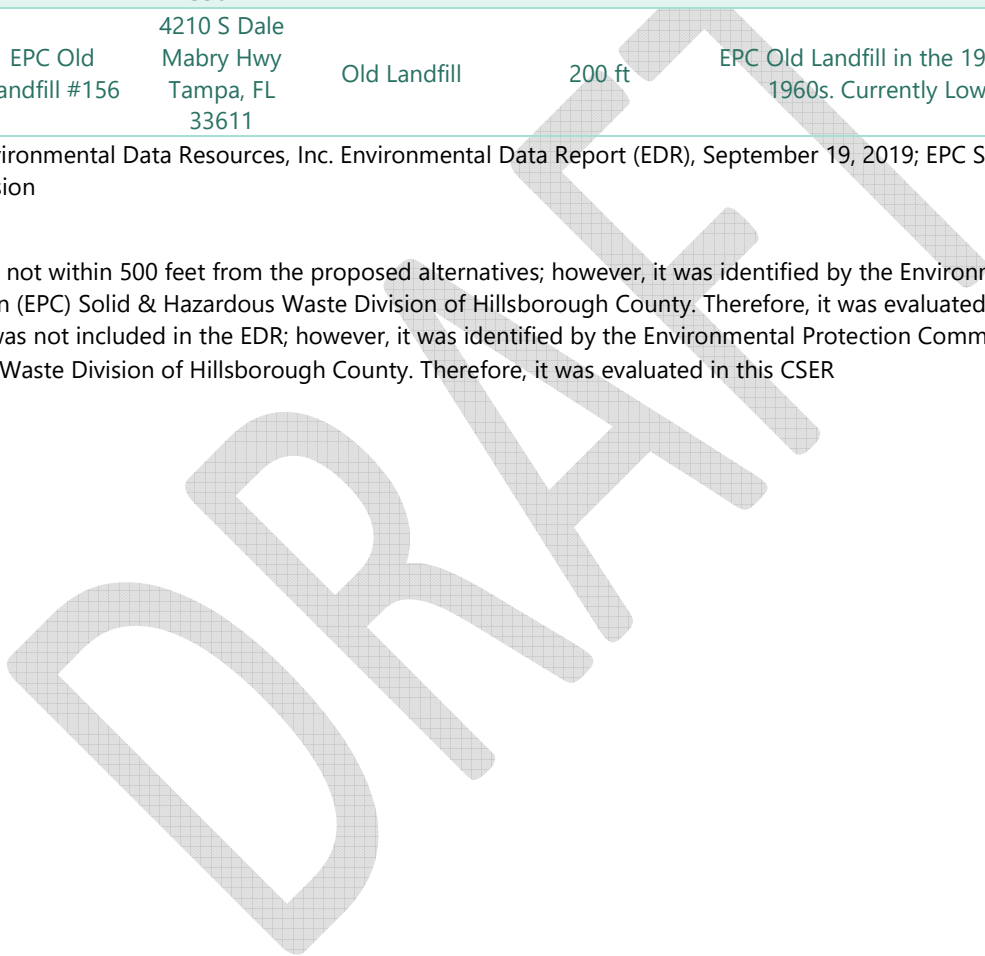 4210 S Dale
EPC Old Mabry Hwy EPC Old Landfill in the 19
Old Landfill 200 ft
andfill #156 Tampa, FL 1960s. Currently Low
33611
vironmental Data Resources, Inc. Environmental Data Report (EDR), September 19, 2019; EPC S
sion
not within 500 feet from the proposed alternatives; however, it was identified by the Environ
n (EPC) Solid & Hazardous Waste Division of Hillsborough County. Therefore, it was evaluated
was not included in the EDR; however, it was identified by the Environmental Protection Comm
Waste Division of Hillsborough County. Therefore, it was evaluated in this CSER
DRAFT